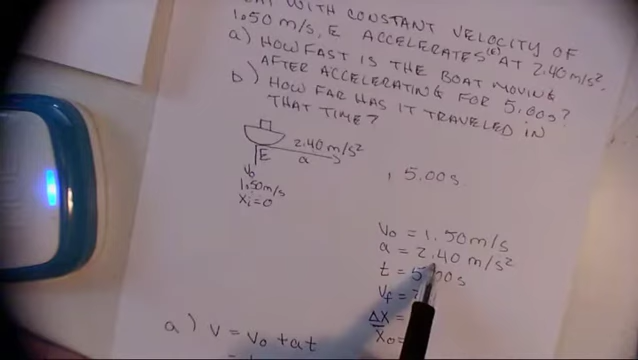 WITH CONSTANT VELOCITY OF
1.50 m/s, E ACCELERATES (E) AT 2.40 m/s².
a) HOW FAST IS THE BOAT MOVING
AFTER ACCELERATING FOR 5.00s?
b) HOW FAR HAS IT TRAVELED IN
THAT TIME?
2.40 m/s²
E a
V₀
1.50m/s
Xᵢ=0
, 5.00s
V₀ = 1.50m/s
a = 2.40 m/s²
t = 5.00s
Vf = ?
ΔX =
X₀ =
a) V = V₀ + at